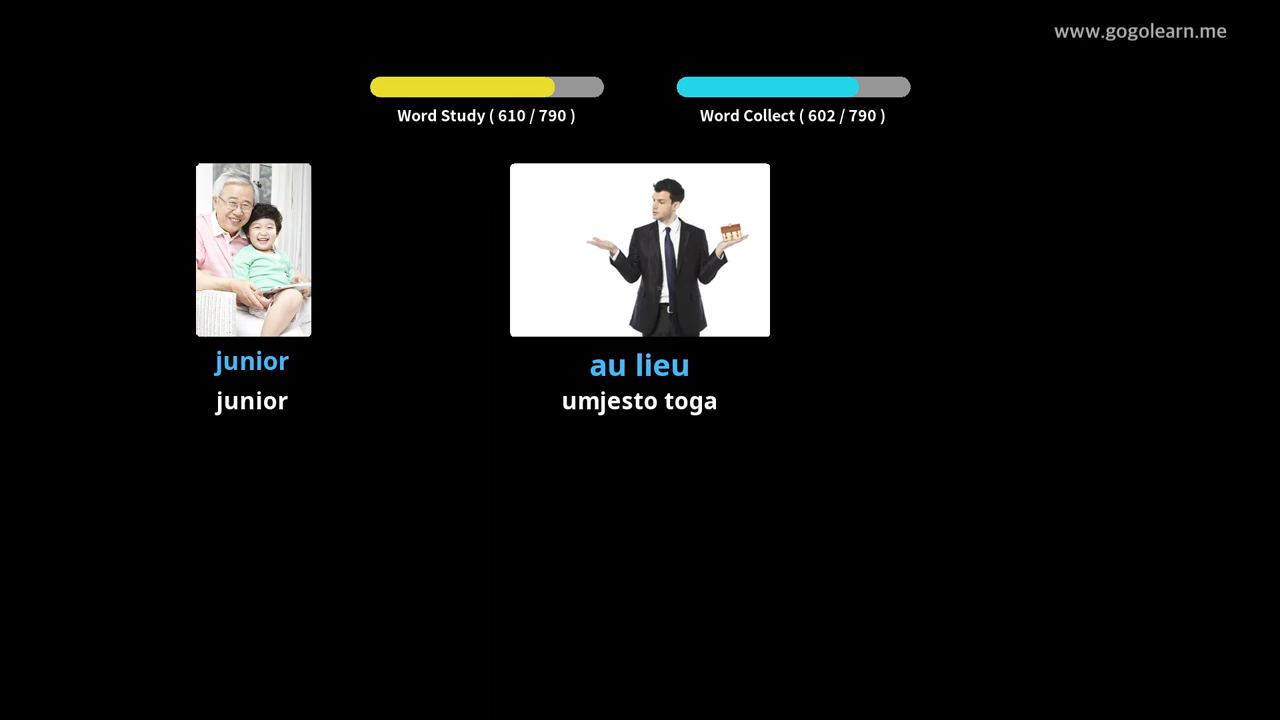 www.gogolearn.me
Word Study ( 610 / 790 )
Word Collect ( 602 / 790 )
junior
junior
au lieu
umjesto toga